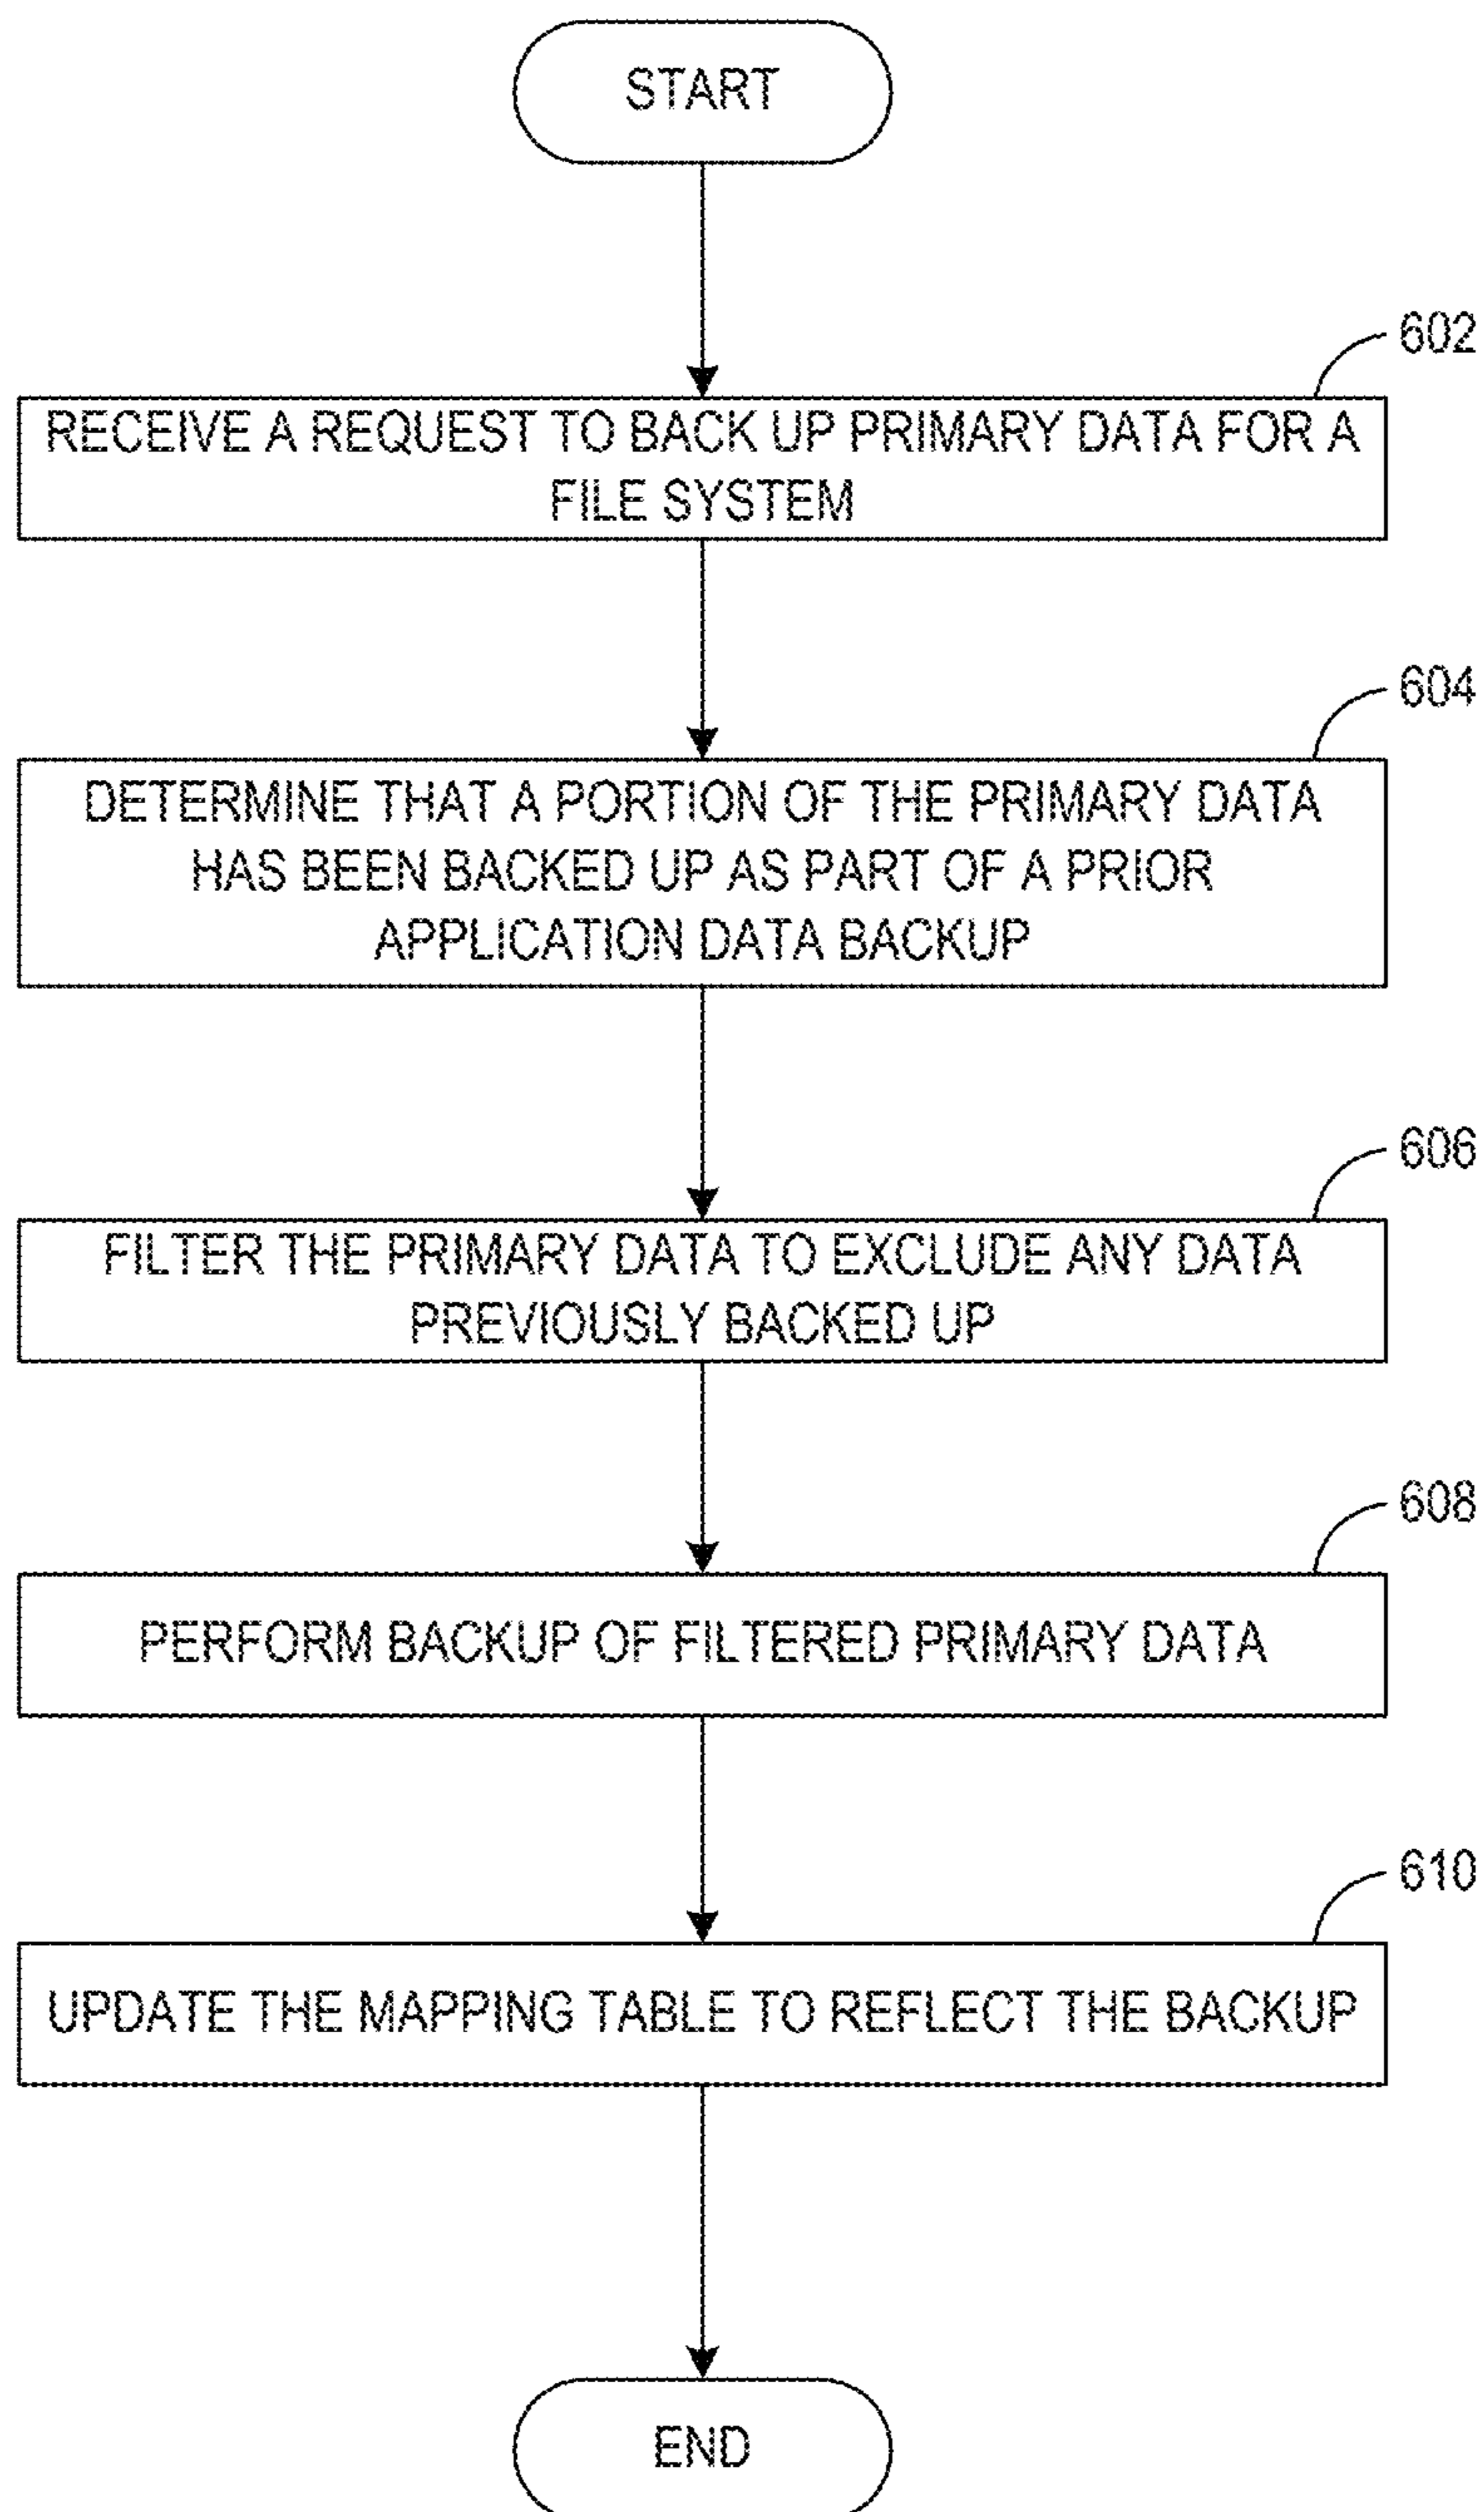 START
602
RECEIVE A REQUEST TO BACK UP PRIMARY DATA FOR A
FILE SYSTEM
604
DETERMINE THAT A PORTION OF THE PRIMARY DATA
HAS BEEN BACKED UP AS PART OF A PRIOR
APPLICATION DATA BACKUP
606
FILTER THE PRIMARY DATA TO EXCLUDE ANY DATA
PREVIOUSLY BACKED UP
608
PERFORM BACKUP OF FILTERED PRIMARY DATA
610
UPDATE THE MAPPING TABLE TO REFLECT THE BACKUP
END